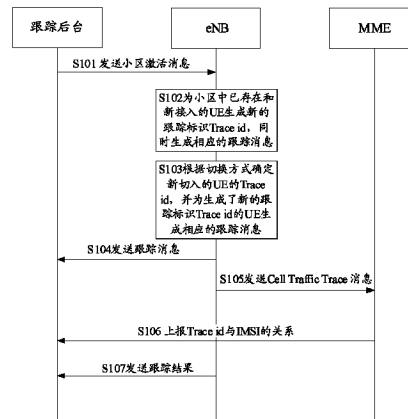 跟踪后台
eNB
MME
S101 发送小区激活消息
S102为小区中已存在和
新接入的UE生成新的
跟踪标识Trace id，同
时生成相应的跟踪消息
S103根据切换方式确定
新切入的UE的Trace
id，并为生成了新的跟
踪标识Trace id的UE生
成相应的跟踪消息
S104发送跟踪消息
S105发送Cell Traffic Trace 消息
S106 上报Trace id与IMSI的关系
S107发送跟踪结果